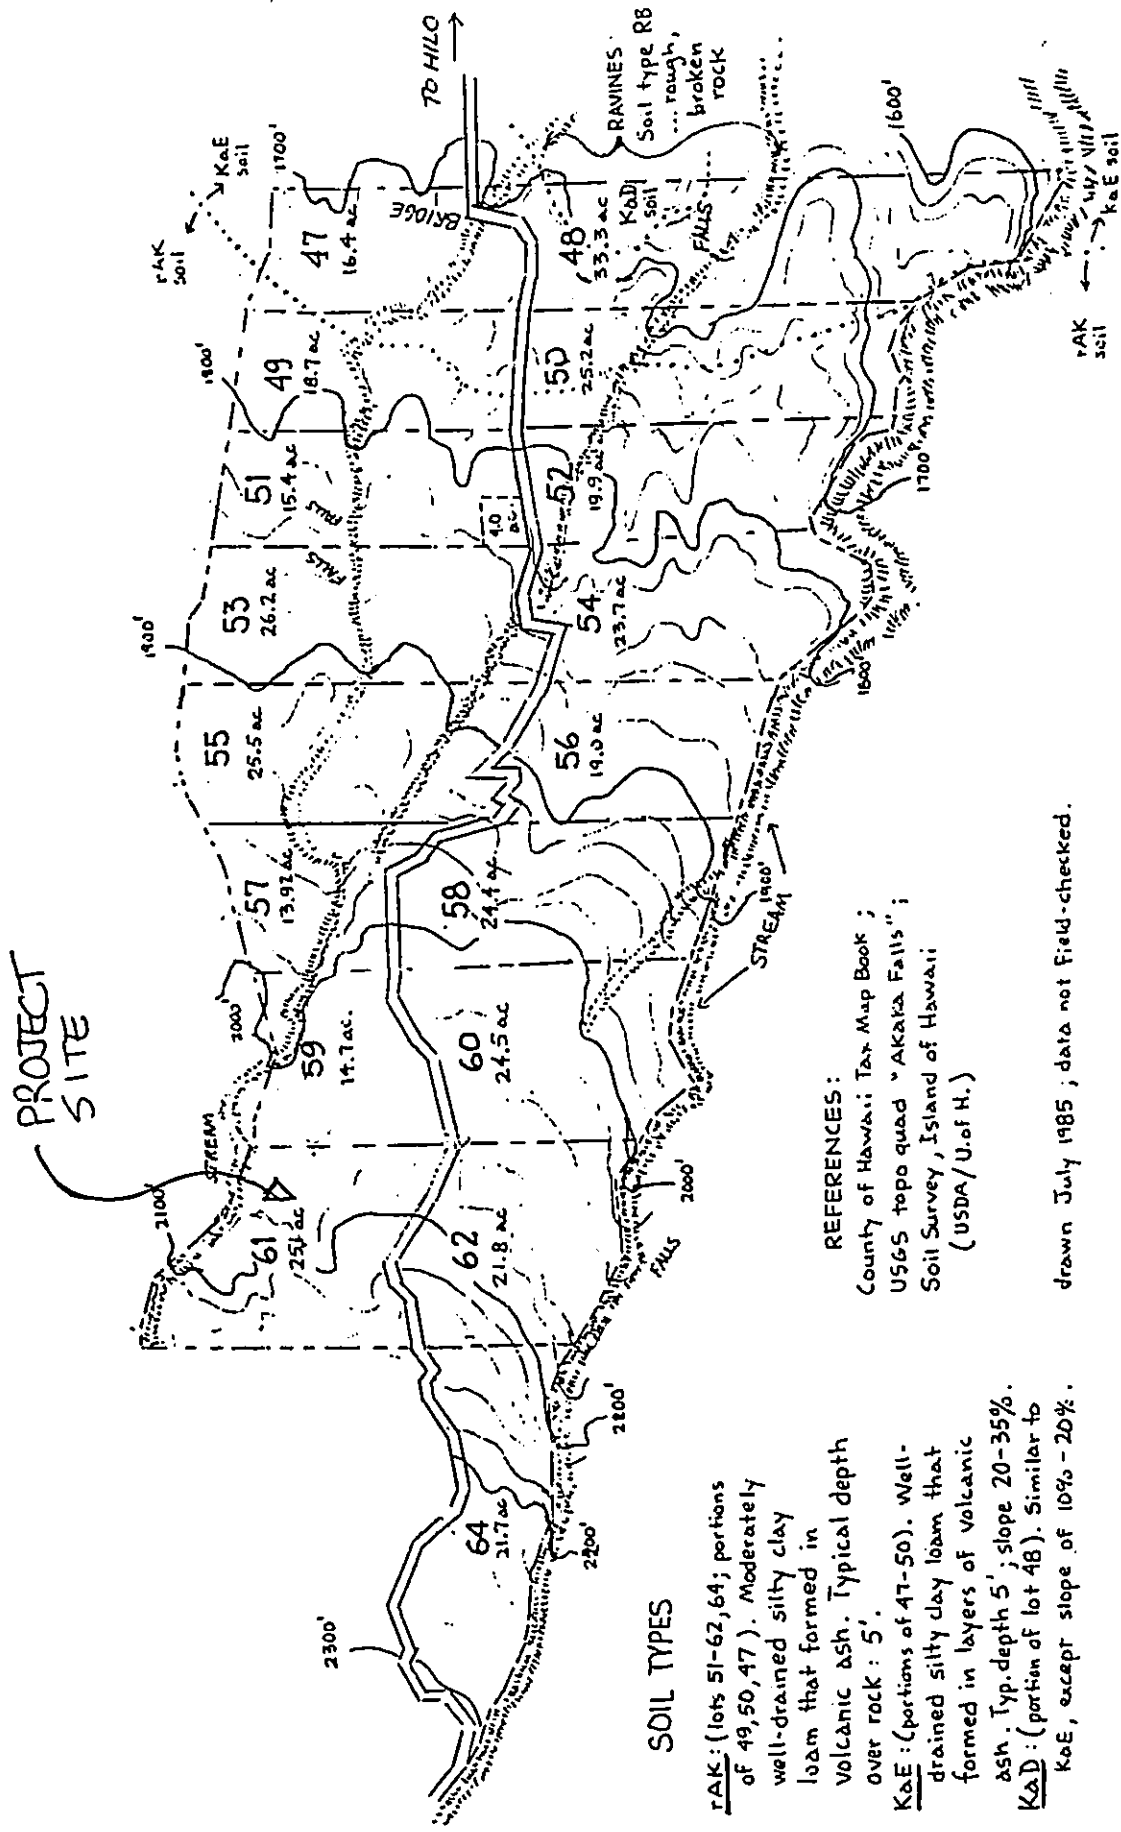 PROJECT
SITE
TO HILO
rAK
soil
KaE
soil
1700'
1800'
1900'
2000'
2100'
STREAM
BRIDGE
47
16.4 ac
49
18.7 ac
51
15.4 ac
FALLS
53
26.2 ac
FALLS
55
25.5 ac
57
13.92 ac
59
61
4.0
ac
RAVINES
Soil type RB
... rough,
broken
rock
48
33.3 ac
KaD
soil
FALLS
50
25.2 ac
52
19.9 ac
54
23.7 ac
56
19.0 ac
58
24.4 ac
60
24.5 ac
62
21.8 ac
64
21.7 ac
1600'
1700'
1800'
1900'
STREAM
2000'
FALLS
2200'
2300'
rAK
soil
KaE soil
REFERENCES:
County of Hawaii Tax Map Book;
USGS topo quad "Akaka Falls";
Soil Survey, Island of Hawaii
(USDA/U. of H.)
drawn July 1985; data not field-checked.
SOIL TYPES
rAK: (lots 51-62, 64; portions
of 49, 50, 47). Moderately
well-drained silty clay
loam that formed in
volcanic ash. Typical depth
over rock: 5'.
KaE: (portions of 47-50). Well-
drained silty clay loam that
formed in layers of volcanic
ash. Typ. depth 5'; slope 20-35%.
KaD: (portion of lot 48). Similar to
KaE, except slope of 10%-20%.